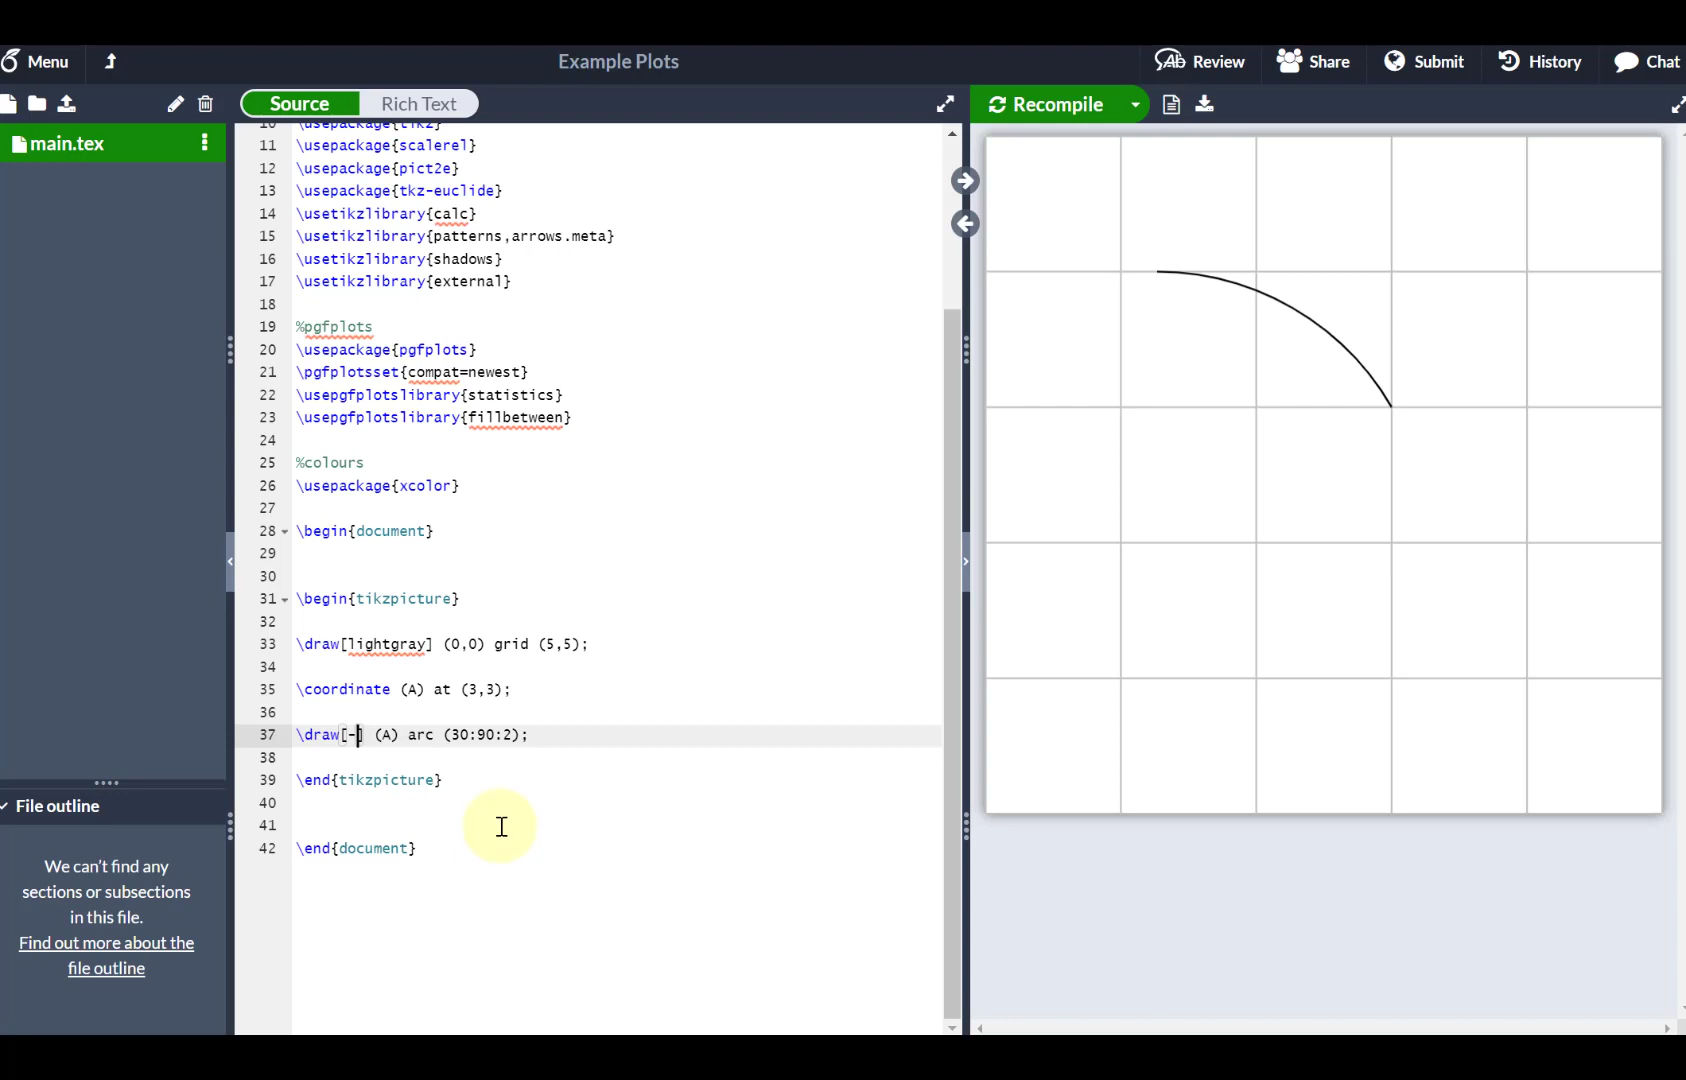 Menu
Example Plots
Review
Share
Submit
History
Chat
Source
Rich Text
Recompile
main.tex
10 \usepackage{tikz}
11 \usepackage{scalerel}
12 \usepackage{pict2e}
13 \usepackage{tkz-euclide}
14 \usetikzlibrary{calc}
15 \usetikzlibrary{patterns,arrows.meta}
16 \usetikzlibrary{shadows}
17 \usetikzlibrary{external}
18
19 %pgfplots
20 \usepackage{pgfplots}
21 \pgfplotsset{compat=newest}
22 \usepgfplotslibrary{statistics}
23 \usepgfplotslibrary{fillbetween}
24
25 %colours
26 \usepackage{xcolor}
27
28 \begin{document}
29
30
31 \begin{tikzpicture}
32
33 \draw[lightgray] (0,0) grid (5,5);
34
35 \coordinate (A) at (3,3);
36
37 \draw[-] (A) arc (30:90:2);
38
39 \end{tikzpicture}
40
41
42 \end{document}
File outline
We can't find any
sections or subsections
in this file.
Find out more about the
file outline